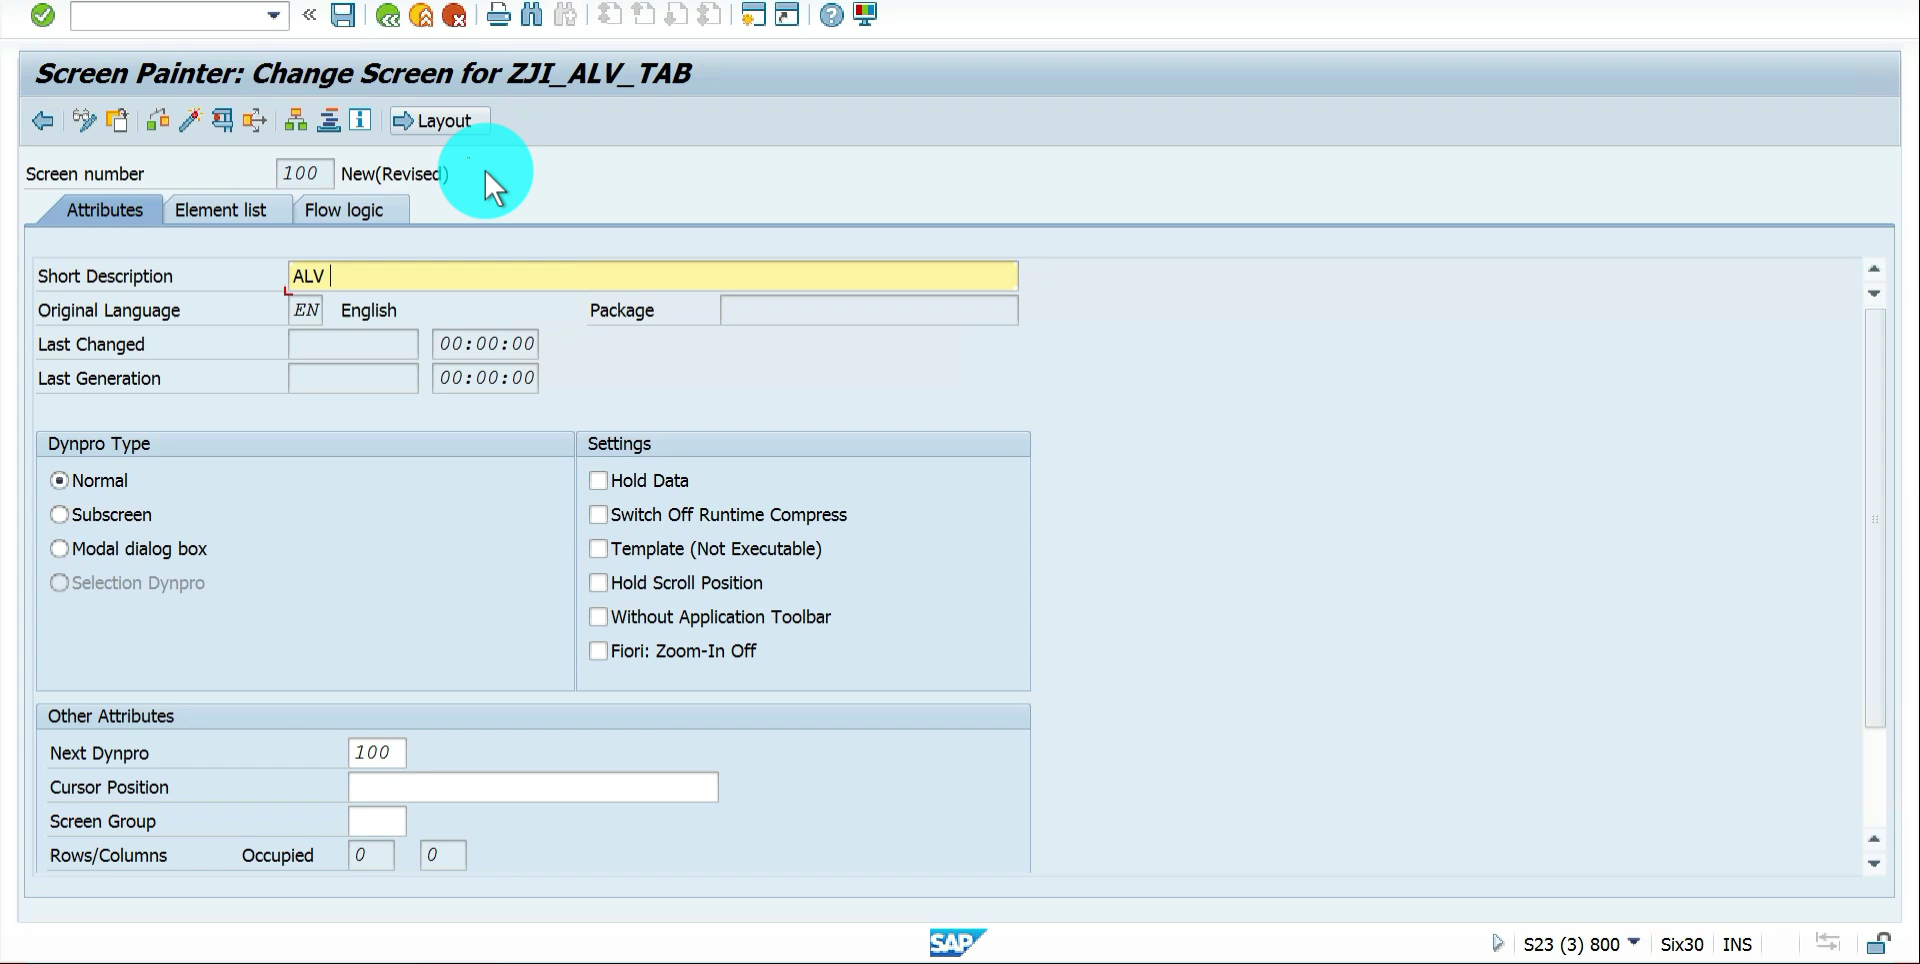 Screen Painter: Change Screen for ZJI_ALV_TAB
Layout
Screen number 100 New(Revised)
Attributes Element list Flow logic
Short Description ALV
Original Language EN English Package
Last Changed 00:00:00
Last Generation 00:00:00
Dynpro Type Settings
Normal Hold Data
Subscreen Switch Off Runtime Compress
Modal dialog box Template (Not Executable)
Selection Dynpro Hold Scroll Position
Without Application Toolbar
Fiori: Zoom-In Off
Other Attributes
Next Dynpro 100
Cursor Position
Screen Group
Rows/Columns Occupied 0 0
SAP S23 (3) 800 Six30 INS